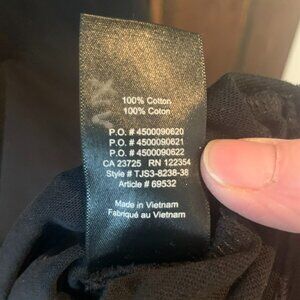 100% Cotton
100% Coton
P.O. # 4500090620
P.O. # 4500090621
P.O. # 4500090622
CA 23725 RN 122354
Style # TJS3-8238-38
Article # 69532
Made in Vietnam
Fabriqué au Vietnam